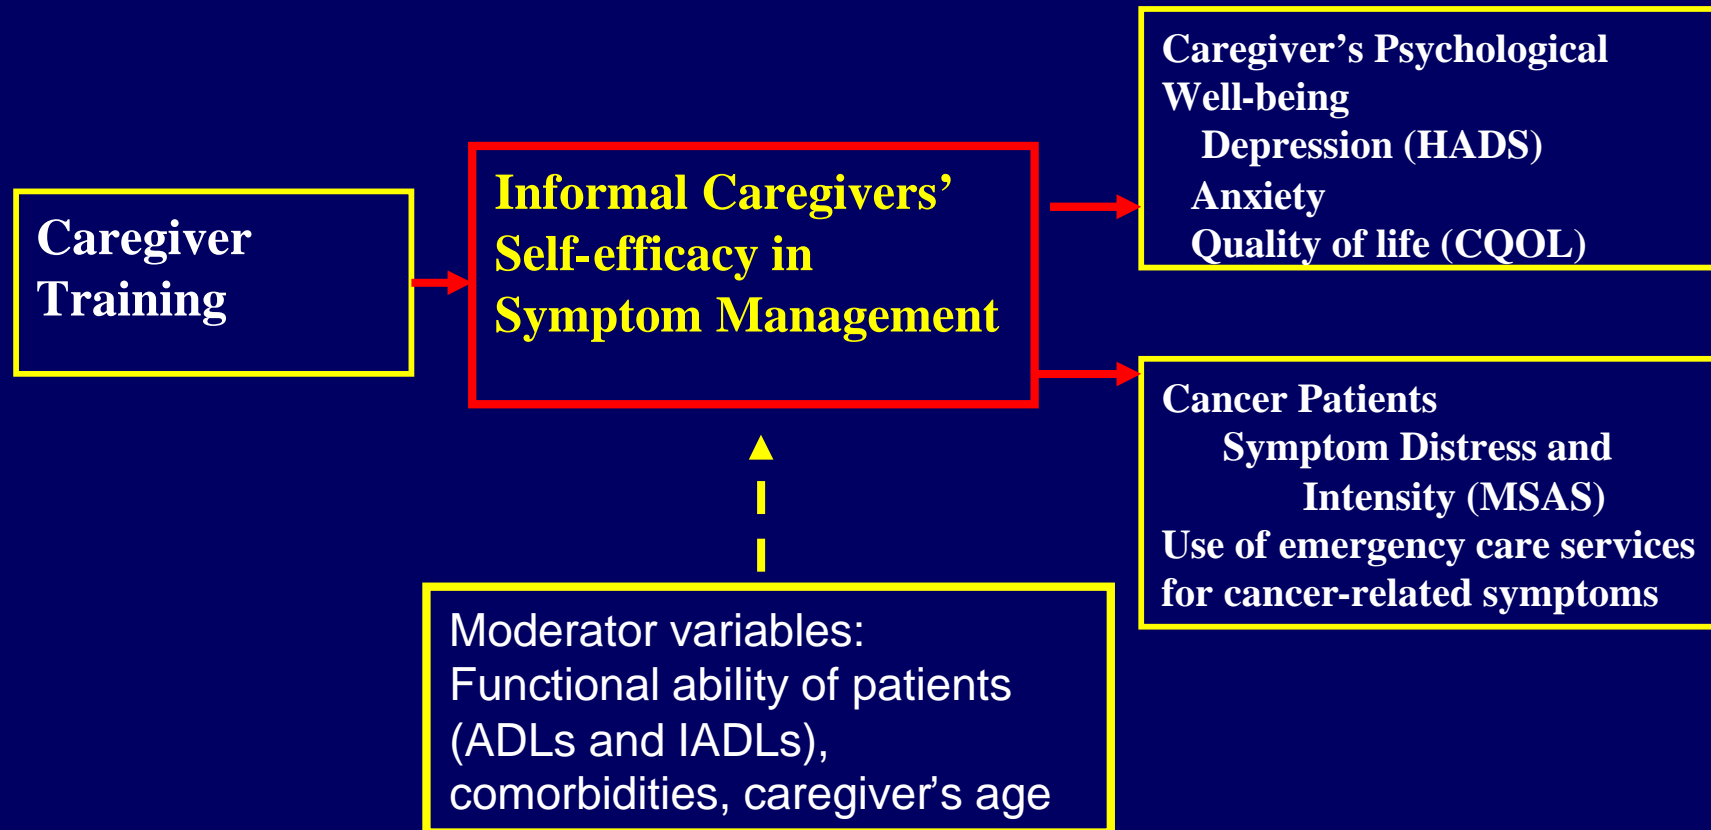 Caregiver
Training
Informal Caregivers’
Self-efficacy in
Symptom Management
Caregiver’s Psychological
Well-being
Depression (HADS)
Anxiety
Quality of life (CQOL)
Cancer Patients
Symptom Distress and
Intensity (MSAS)
Use of emergency care services
for cancer-related symptoms
Moderator variables:
Functional ability of patients
(ADLs and IADLs),
comorbidities, caregiver’s age